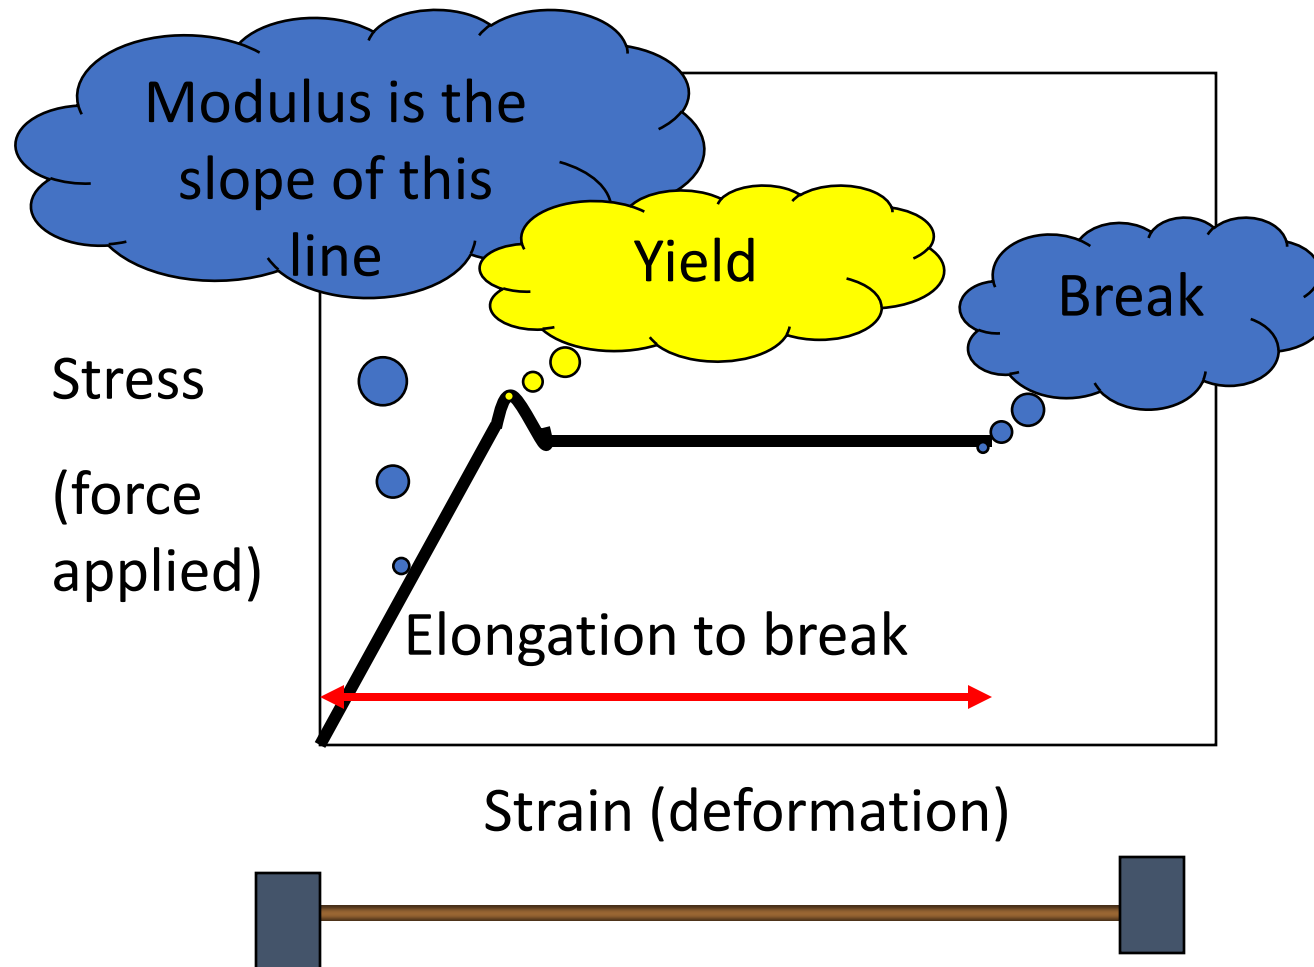 Modulus is the
slope of this
line
Yield
Break
Stress
(force
applied)
Elongation to break
Strain (deformation)